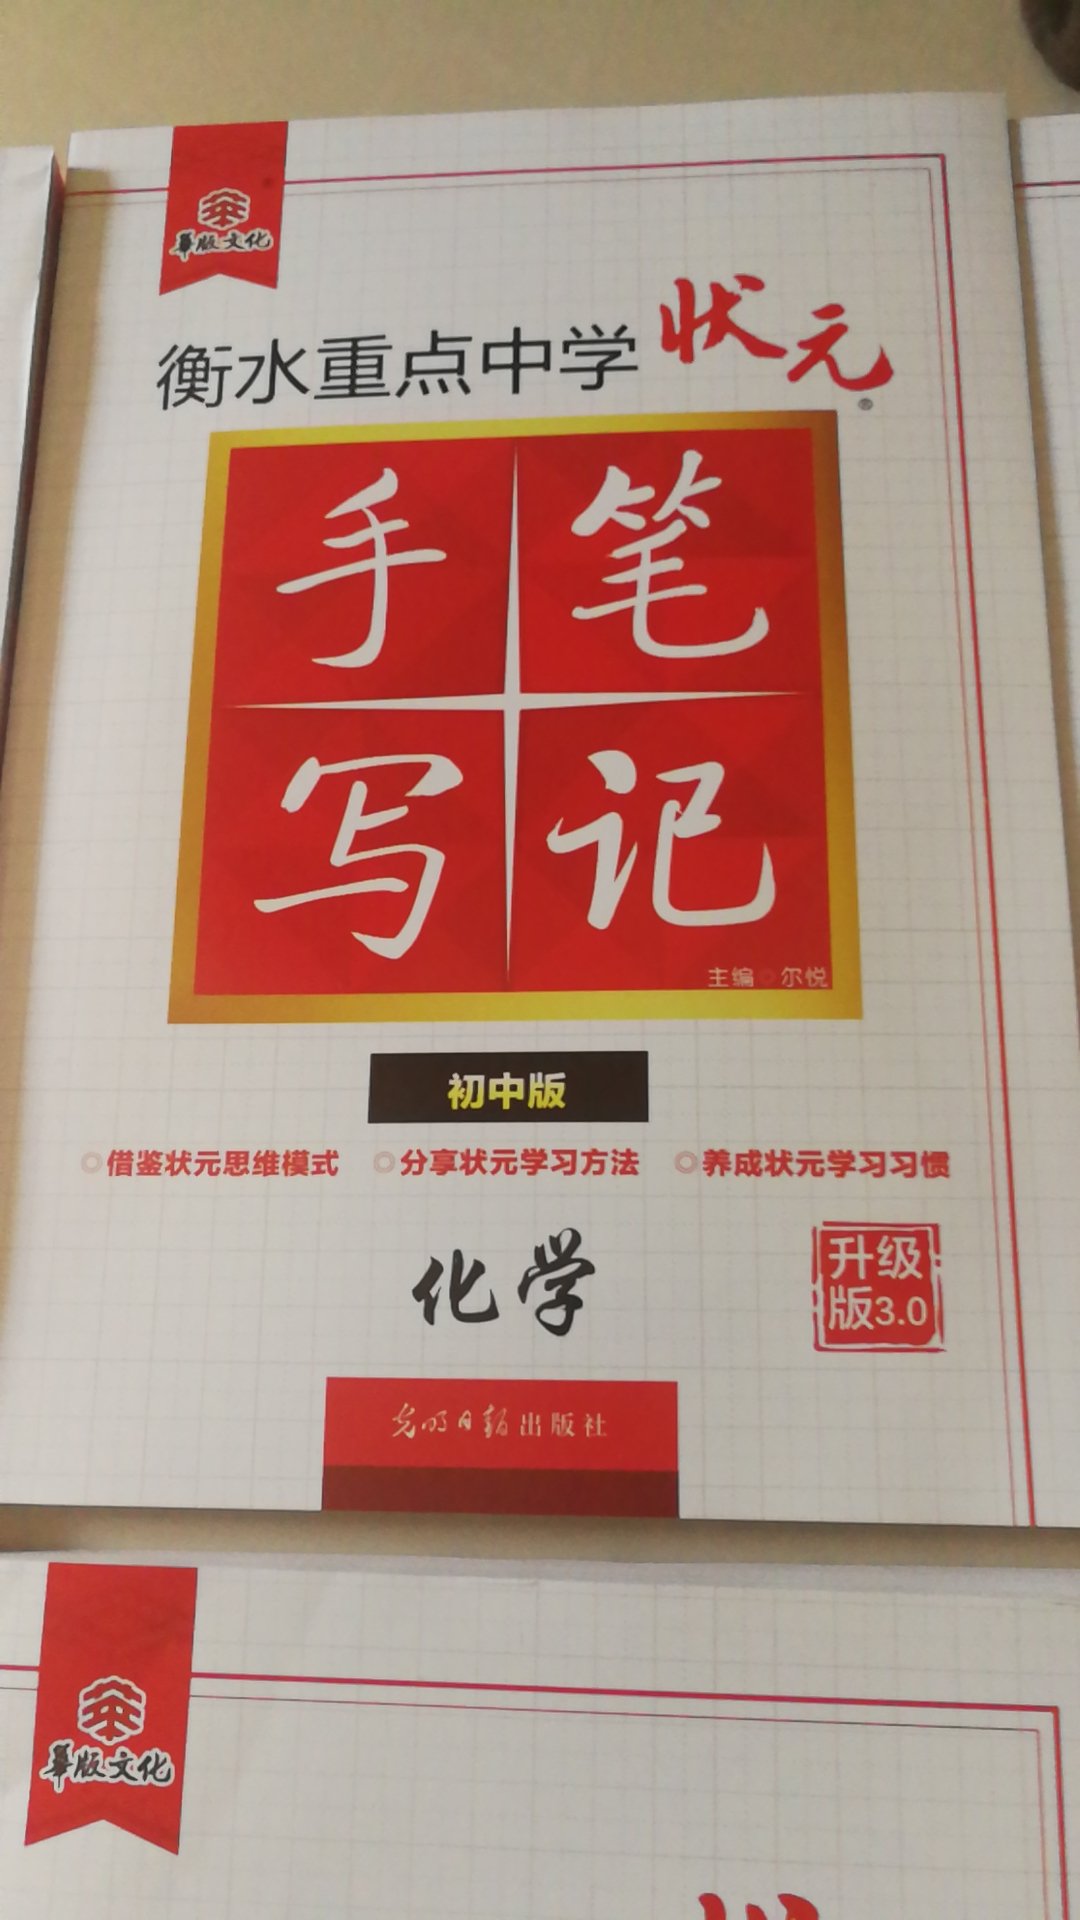 華版文化
衡水重点中学状元®
手笔
写记
主编○尔悦
初中版
○借鉴状元思维模式 ○分享状元学习方法 ○养成状元学习习惯
化学
升级
版3.0
光明日報出版社
華版文化